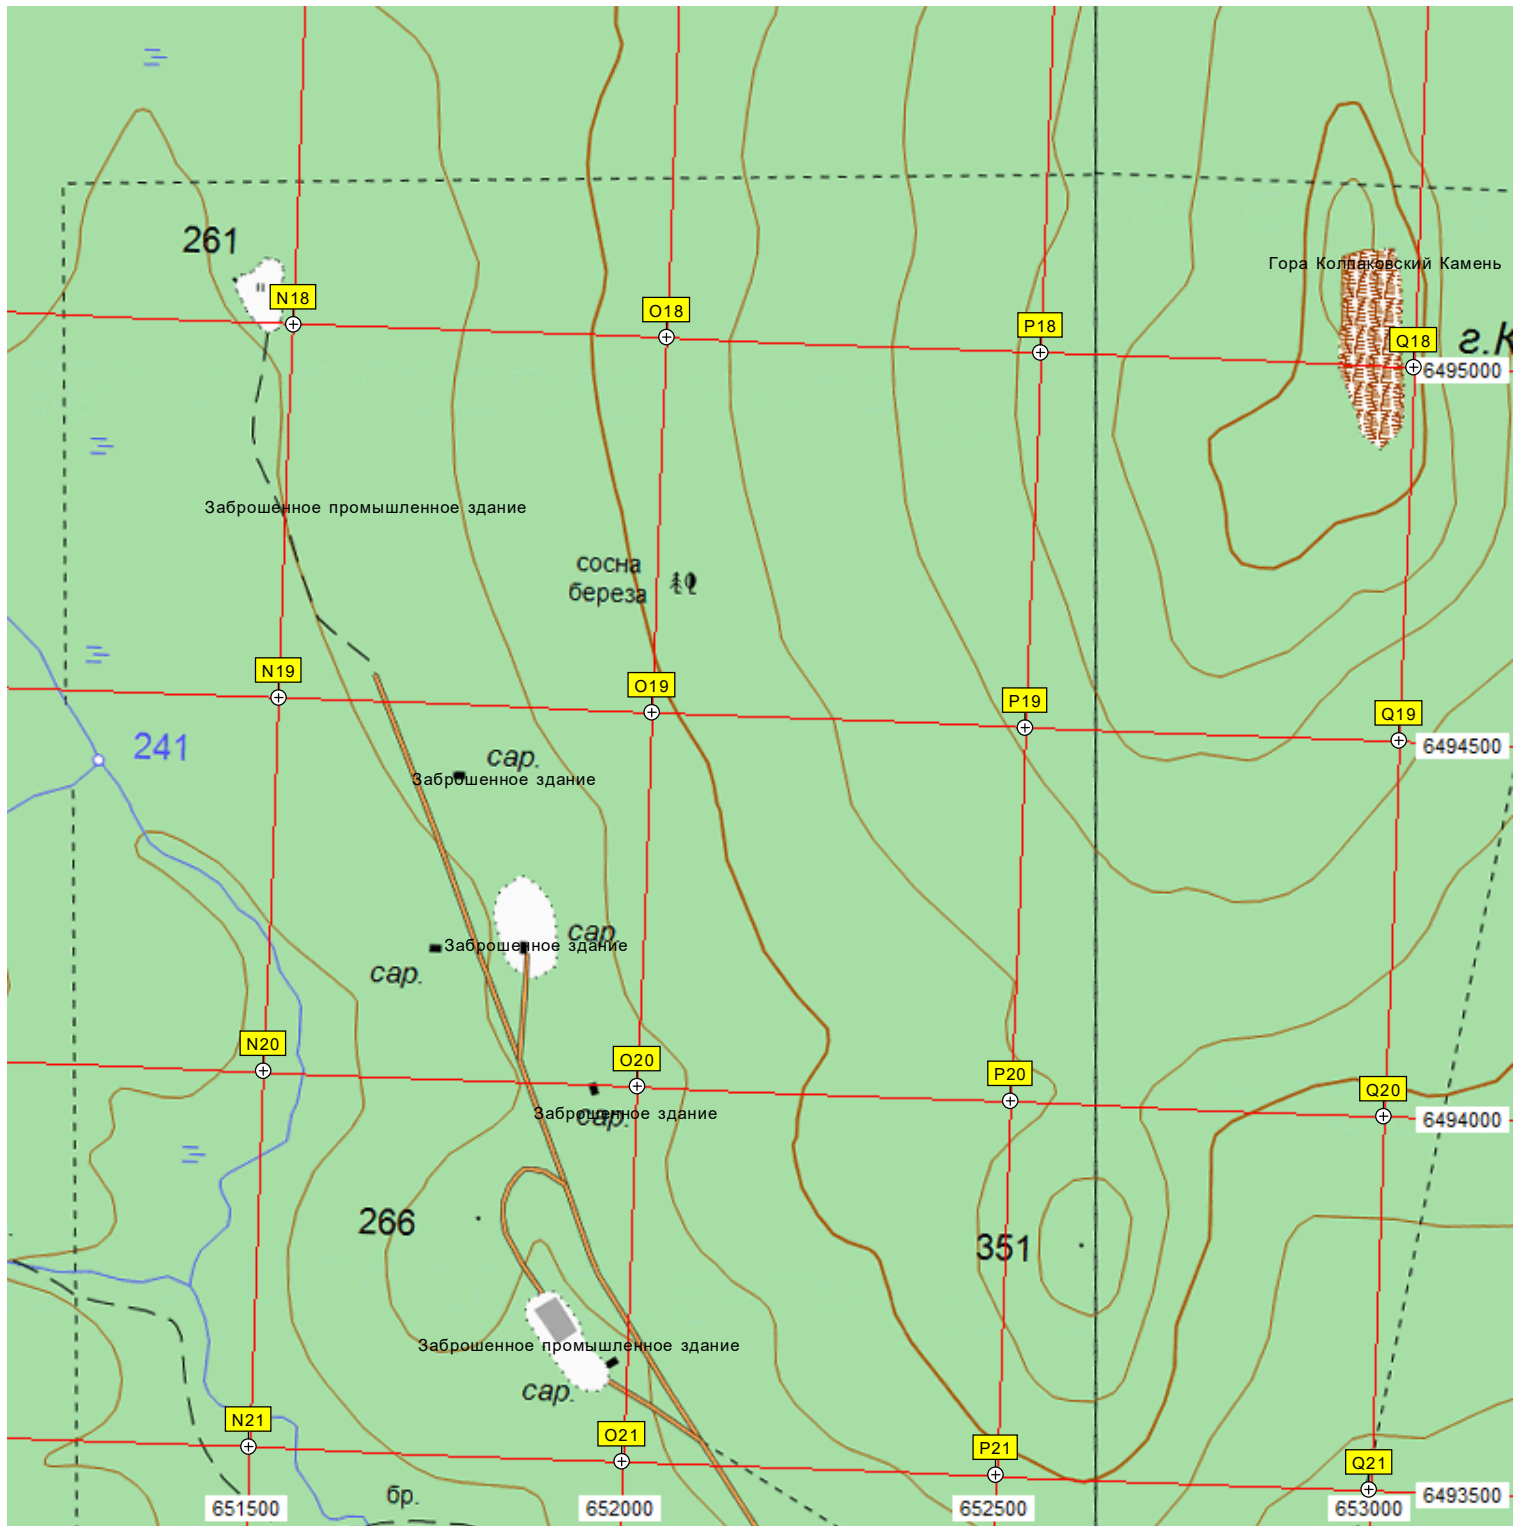 261
Гора Колпаковский Камень
N18
O18
P18
Q18
г.К
6495000
Заброшенное промышленное здание
сосна
береза
N19
O19
P19
Q19
241
6494500
сар.
Заброшенное здание
сар.
Заброшенное здание
сар.
N20
O20
P20
Q20
6494000
Заброшенное здание
сар.
266
351
Заброшенное промышленное здание
сар.
N21
O21
P21
Q21
бр.
6493500
651500
652000
652500
653000